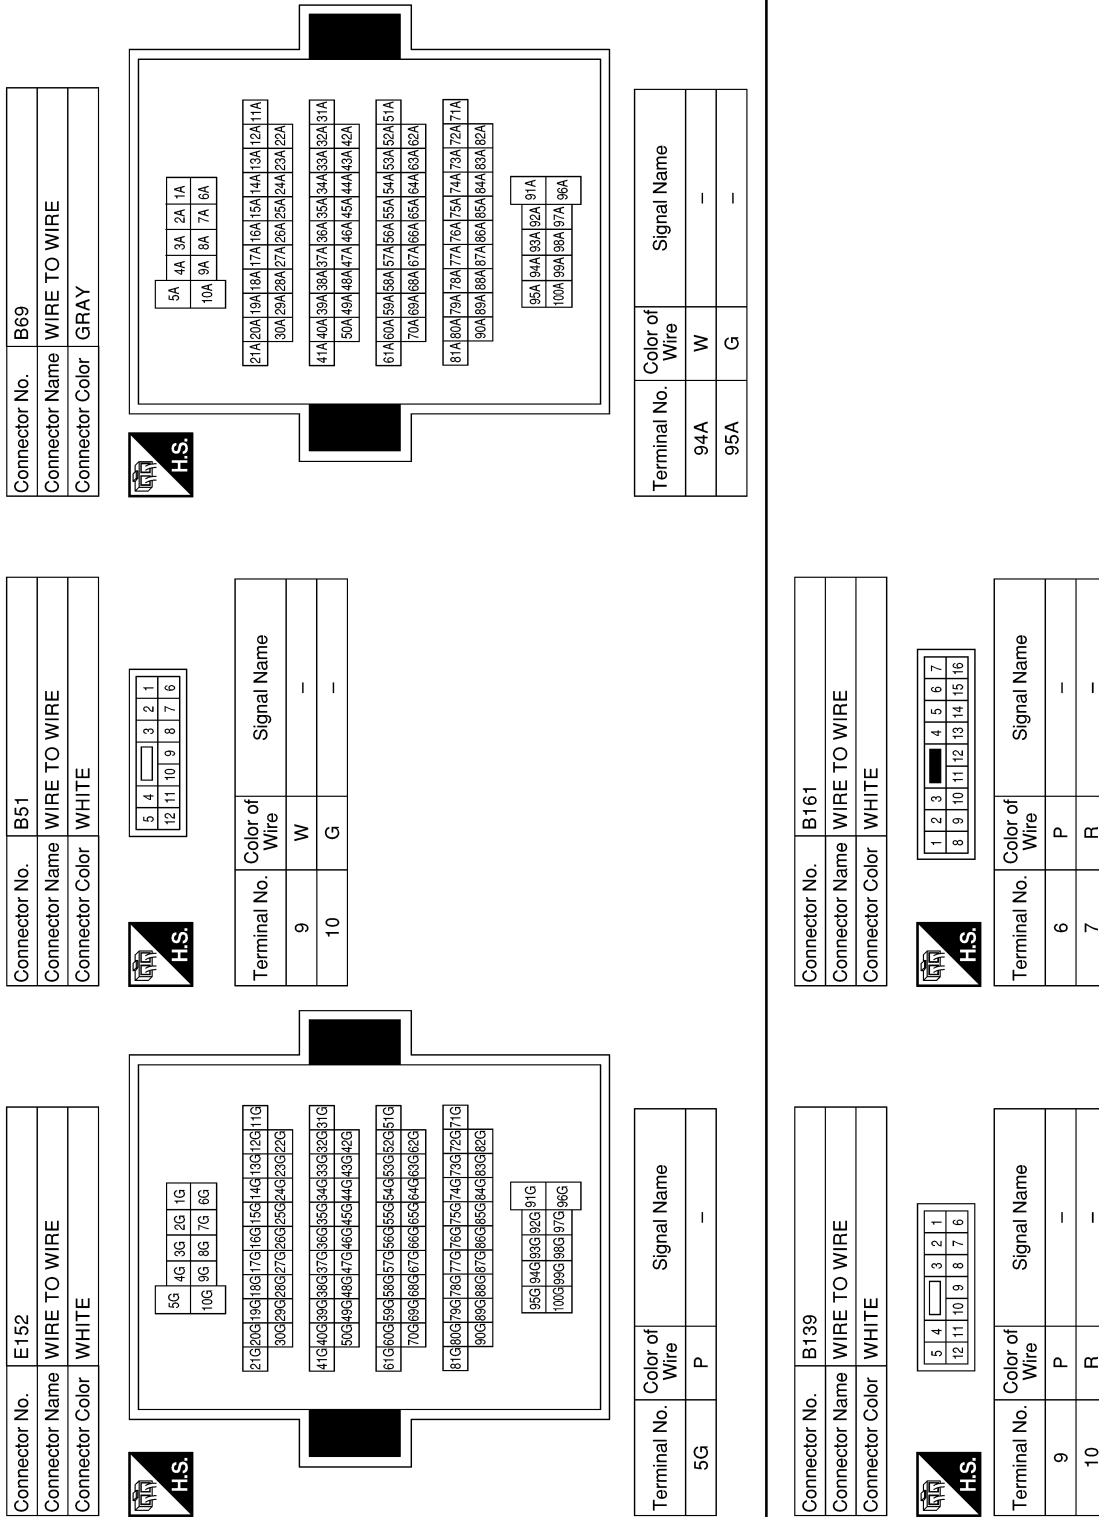 Connector No. E152
Connector Name WIRE TO WIRE
Connector Color WHITE
H.S.
5G 4G 3G 2G 1G
10G 9G 8G 7G 6G
21G 20G 19G 18G 17G 16G 15G 14G 13G 12G 11G
30G 29G 28G 27G 26G 25G 24G 23G 22G
41G 40G 39G 38G 37G 36G 35G 34G 33G 32G 31G
50G 49G 48G 47G 46G 45G 44G 43G 42G
61G 60G 59G 58G 57G 56G 55G 54G 53G 52G 51G
70G 69G 68G 67G 66G 65G 64G 63G 62G
81G 80G 79G 78G 77G 76G 75G 74G 73G 72G 71G
90G 89G 88G 87G 86G 85G 84G 83G 82G
95G 94G 93G 92G 91G
100G 99G 98G 97G 96G
Terminal No. Color of Wire Signal Name
5G P –
Connector No. B51
Connector Name WIRE TO WIRE
Connector Color WHITE
H.S.
5 4 3 2 1
12 11 10 9 8 7 6
Terminal No. Color of Wire Signal Name
9 W –
10 G –
Connector No. B69
Connector Name WIRE TO WIRE
Connector Color GRAY
H.S.
5A 4A 3A 2A 1A
10A 9A 8A 7A 6A
21A 20A 19A 18A 17A 16A 15A 14A 13A 12A 11A
30A 29A 28A 27A 26A 25A 24A 23A 22A
41A 40A 39A 38A 37A 36A 35A 34A 33A 32A 31A
50A 49A 48A 47A 46A 45A 44A 43A 42A
61A 60A 59A 58A 57A 56A 55A 54A 53A 52A 51A
70A 69A 68A 67A 66A 65A 64A 63A 62A
81A 80A 79A 78A 77A 76A 75A 74A 73A 72A 71A
90A 89A 88A 87A 86A 85A 84A 83A 82A
95A 94A 93A 92A 91A
100A 99A 98A 97A 96A
Terminal No. Color of Wire Signal Name
94A W –
95A G –
Connector No. B139
Connector Name WIRE TO WIRE
Connector Color WHITE
H.S.
5 4 3 2 1
12 11 10 9 8 7 6
Terminal No. Color of Wire Signal Name
9 P –
10 R –
Connector No. B161
Connector Name WIRE TO WIRE
Connector Color WHITE
H.S.
1 2 3 4 5 6 7
8 9 10 11 12 13 14 15 16
Terminal No. Color of Wire Signal Name
6 P –
7 R –